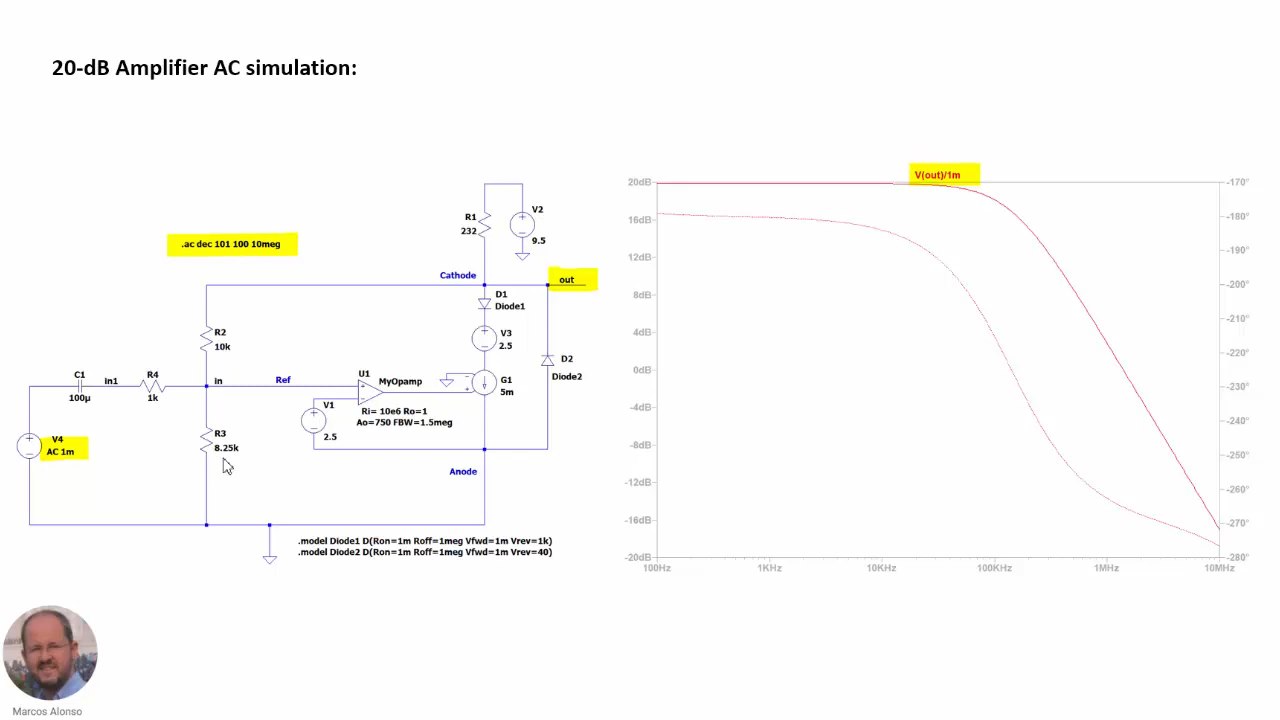 20-dB Amplifier AC simulation:
.ac dec 101 100 10meg
R1
232
V2
9.5
Cathode
out
D1
Diode1
R2
10k
V3
2.5
D2
Diode2
C1
100µ
in1
R4
1k
in
Ref
U1
MyOpamp
G1
5m
Ri= 10e6 Ro=1
Ao=750 FBW=1.5meg
V1
2.5
V4
AC 1m
R3
8.25k
Anode
.model Diode1 D(Ron=1m Roff=1meg Vfwd=1m Vrev=1k)
.model Diode2 D(Ron=1m Roff=1meg Vfwd=1m Vrev=40)
V(out)/1m
20dB
16dB
12dB
8dB
4dB
0dB
-4dB
-8dB
-12dB
-16dB
-20dB
-170°
-180°
-190°
-200°
-210°
-220°
-230°
-240°
-250°
-260°
-270°
-280°
100Hz
1KHz
10KHz
100KHz
1MHz
10MHz
Marcos Alonso